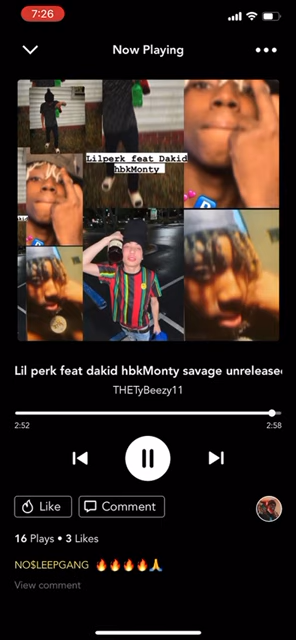 7:26
Now Playing
Lilperk feat Dakid
hbkMonty
Lil perk feat dakid hbkMonty savage unreleased
THETyBeezy11
2:52
2:58
Like
Comment
16 Plays • 3 Likes
NO$LEEPGANG 🔥🔥🔥🔥🙏
View comment